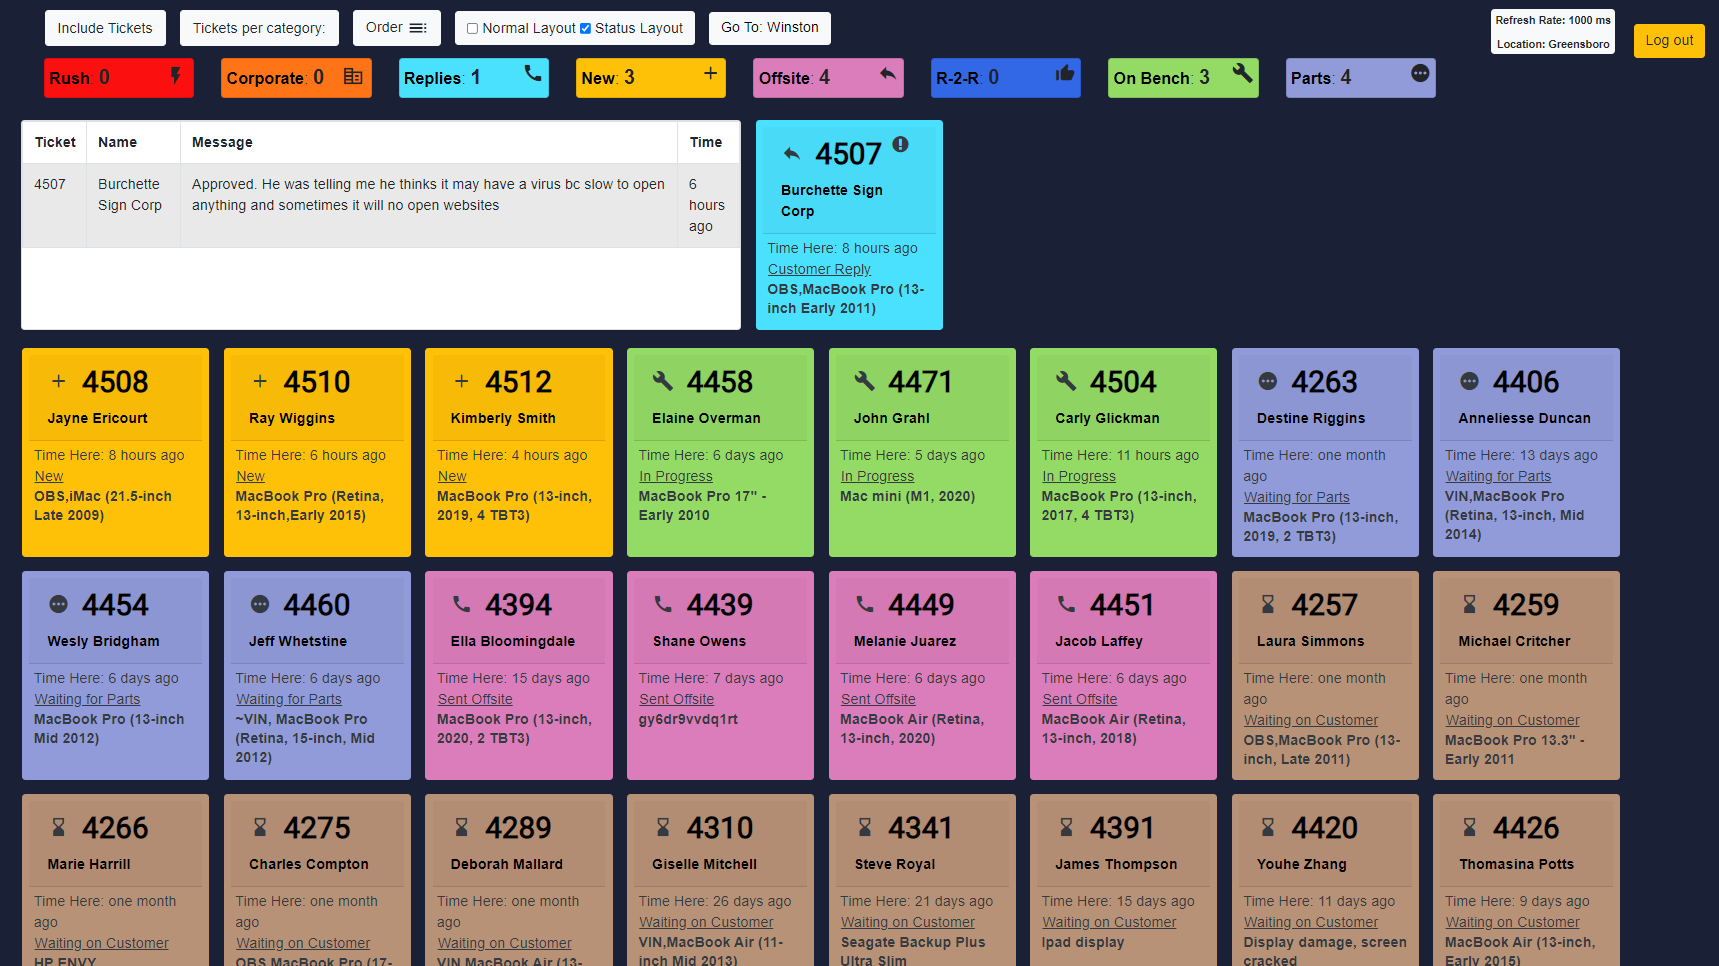 Include Tickets
Tickets per category:
Order
Normal Layout Status Layout
Go To: Winston
Refresh Rate: 1000 ms
Location: Greensboro
Log out
Rush: 0
Corporate: 0
Replies: 1
New: 3
Offsite: 4
R-2-R: 0
On Bench: 3
Parts: 4
Ticket Name Message Time
4507
Burchette
Sign Corp
Approved. He was telling me he thinks it may have a virus bc slow to open
anything and sometimes it will no open websites
6
hours
ago
4507
Burchette Sign
Corp
Time Here: 8 hours ago
Customer Reply
OBS,MacBook Pro (13-
inch Early 2011)
4508
Jayne Ericourt
Time Here: 8 hours ago
New
OBS,iMac (21.5-inch
Late 2009)
4510
Ray Wiggins
Time Here: 6 hours ago
New
MacBook Pro (Retina,
13-inch,Early 2015)
4512
Kimberly Smith
Time Here: 4 hours ago
New
MacBook Pro (13-inch,
2019, 4 TBT3)
4458
Elaine Overman
Time Here: 6 days ago
In Progress
MacBook Pro 17" -
Early 2010
4471
John Grahl
Time Here: 5 days ago
In Progress
Mac mini (M1, 2020)
4504
Carly Glickman
Time Here: 11 hours ago
In Progress
MacBook Pro (13-inch,
2017, 4 TBT3)
4263
Destine Riggins
Time Here: one month
ago
Waiting for Parts
MacBook Pro (13-inch,
2019, 2 TBT3)
4406
Anneliesse Duncan
Time Here: 13 days ago
Waiting for Parts
VIN,MacBook Pro
(Retina, 13-inch, Mid
2014)
4454
Wesly Bridgham
Time Here: 6 days ago
Waiting for Parts
MacBook Pro (13-inch
Mid 2012)
4460
Jeff Whetstine
Time Here: 6 days ago
Waiting for Parts
~VIN, MacBook Pro
(Retina, 15-inch, Mid
2012)
4394
Ella Bloomingdale
Time Here: 15 days ago
Sent Offsite
MacBook Pro (13-inch,
2020, 2 TBT3)
4439
Shane Owens
Time Here: 7 days ago
Sent Offsite
gy6dr9vvdq1rt
4449
Melanie Juarez
Time Here: 6 days ago
Sent Offsite
MacBook Air (Retina,
13-inch, 2020)
4451
Jacob Laffey
Time Here: 6 days ago
Sent Offsite
MacBook Air (Retina,
13-inch, 2018)
4257
Laura Simmons
Time Here: one month
ago
Waiting on Customer
OBS,MacBook Pro (13-
inch, Late 2011)
4259
Michael Critcher
Time Here: one month
ago
Waiting on Customer
MacBook Pro 13.3" -
Early 2011
4266
Marie Harrill
Time Here: one month
ago
Waiting on Customer
HP ENVY
4275
Charles Compton
Time Here: one month
ago
Waiting on Customer
OBS MacBook Pro (17-
4289
Deborah Mallard
Time Here: one month
ago
Waiting on Customer
VIN MacBook Air (13-
4310
Giselle Mitchell
Time Here: 26 days ago
Waiting on Customer
VIN,MacBook Air (11-
inch Mid 2013)
4341
Steve Royal
Time Here: 21 days ago
Waiting on Customer
Seagate Backup Plus
Ultra Slim
4391
James Thompson
Time Here: 15 days ago
Waiting on Customer
Ipad display
4420
Youhe Zhang
Time Here: 11 days ago
Waiting on Customer
Display damage, screen
cracked
4426
Thomasina Potts
Time Here: 9 days ago
Waiting on Customer
MacBook Air (13-inch,
Early 2015)